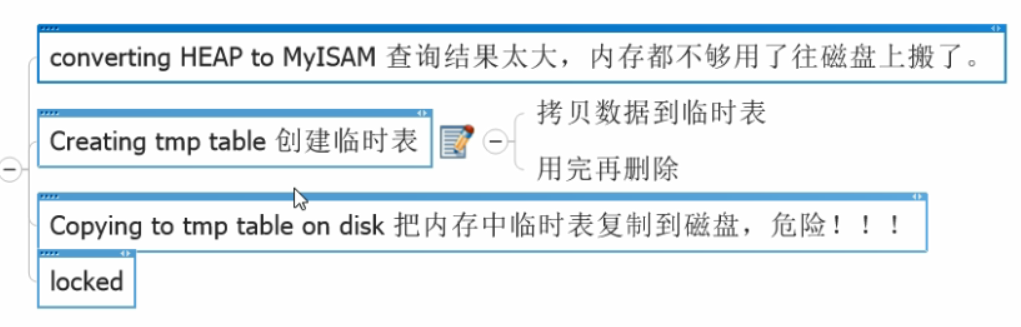 converting HEAP to MyISAM 查询结果太大，内存都不够用了往磁盘上搬了。
Creating tmp table 创建临时表
拷贝数据到临时表
用完再删除
Copying to tmp table on disk 把内存中临时表复制到磁盘，危险！！！
locked